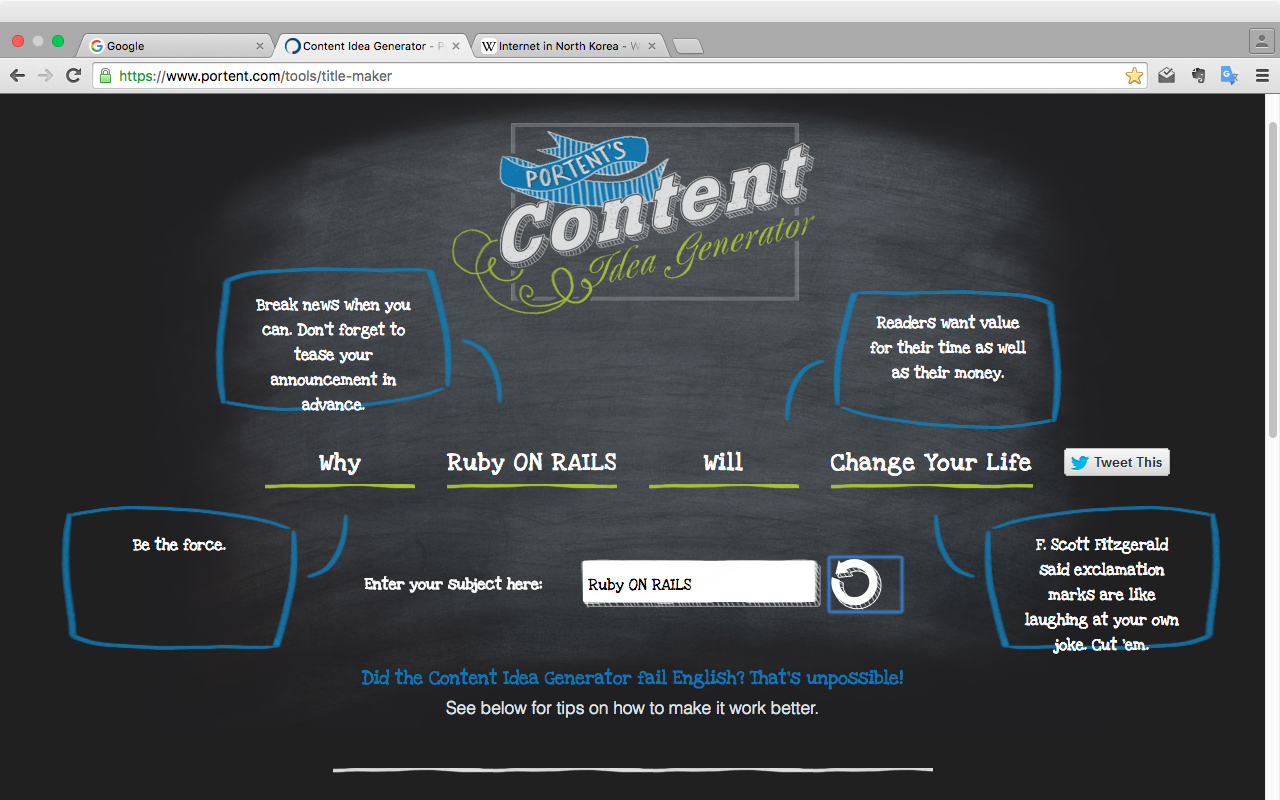 Google
Content Idea Generator - P
Internet in North Korea - W
https://www.portent.com/tools/title-maker
PORTENT'S
Content
Idea Generator
Break news when you
can. Don't forget to
tease your
announcement in
advance.
Readers want value
for their time as well
as their money.
Why
Ruby ON RAILS
Will
Change Your Life
Tweet This
Be the force.
F. Scott Fitzgerald
said exclamation
marks are like
laughing at your own
joke. Cut 'em.
Enter your subject here:
Ruby ON RAILS
Did the Content Idea Generator fail English? That's unpossible!
See below for tips on how to make it work better.